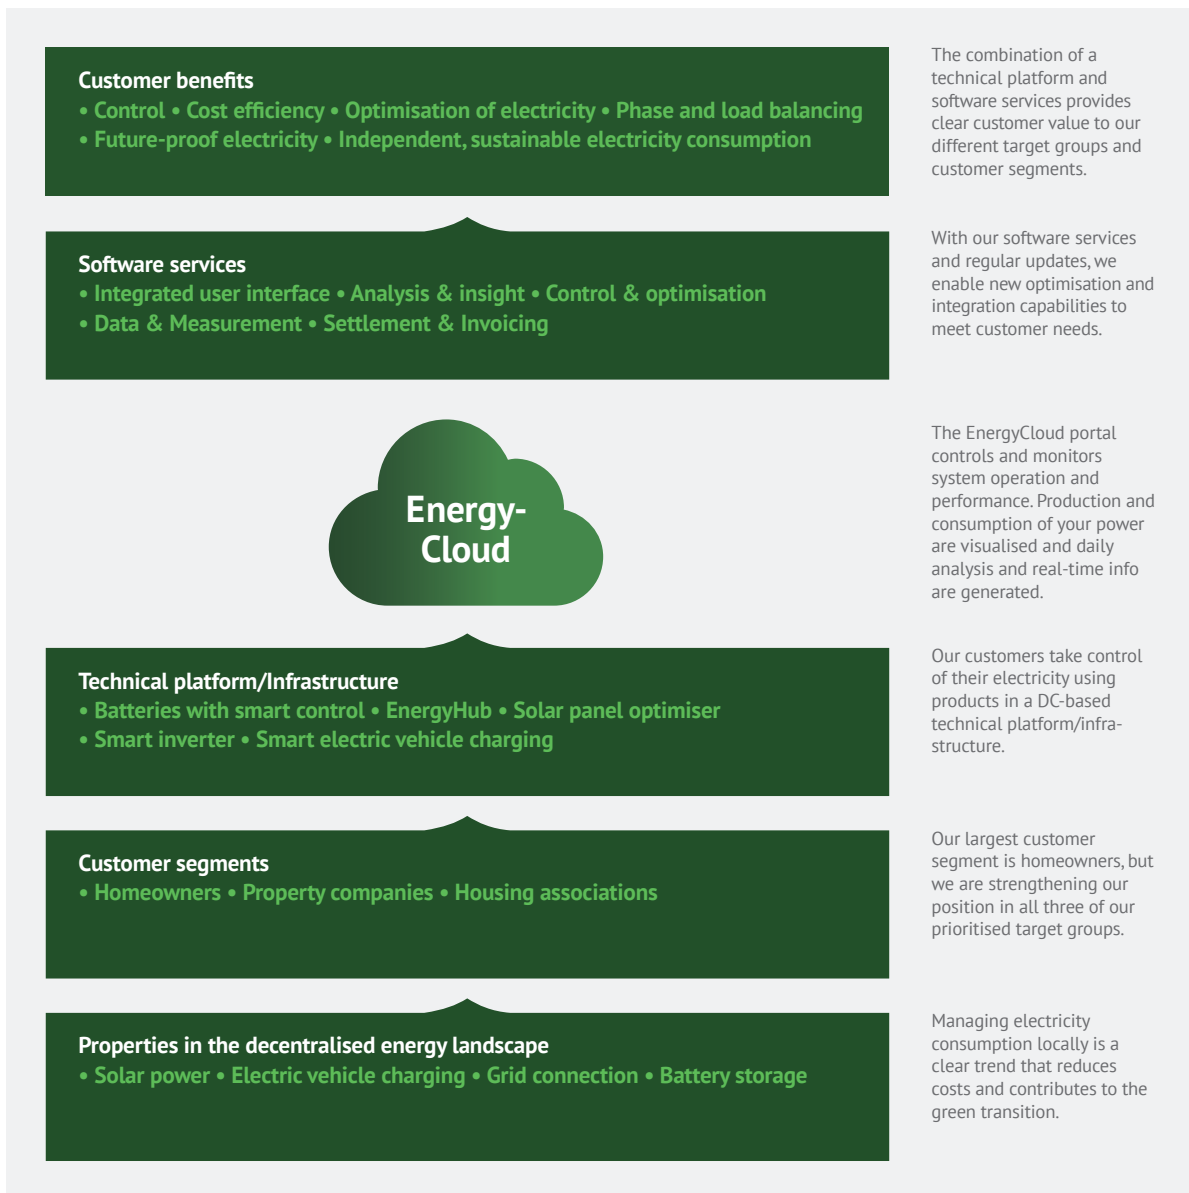 Customer benefits
• Control • Cost efficiency • Optimisation of electricity • Phase and load balancing
• Future-proof electricity • Independent, sustainable electricity consumption
The combination of a
technical platform and
software services provides
clear customer value to our
different target groups and
customer segments.
Software services
• Integrated user interface • Analysis & insight • Control & optimisation
• Data & Measurement • Settlement & Invoicing
With our software services
and regular updates, we
enable new optimisation and
integration capabilities to
meet customer needs.
Energy-
Cloud
The EnergyCloud portal
controls and monitors
system operation and
performance. Production and
consumption of your power
are visualised and daily
analysis and real-time info
are generated.
Technical platform/Infrastructure
• Batteries with smart control • EnergyHub • Solar panel optimiser
• Smart inverter • Smart electric vehicle charging
Our customers take control
of their electricity using
products in a DC-based
technical platform/infra-
structure.
Customer segments
• Homeowners • Property companies • Housing associations
Our largest customer
segment is homeowners, but
we are strengthening our
position in all three of our
prioritised target groups.
Properties in the decentralised energy landscape
• Solar power • Electric vehicle charging • Grid connection • Battery storage
Managing electricity
consumption locally is a
clear trend that reduces
costs and contributes to the
green transition.